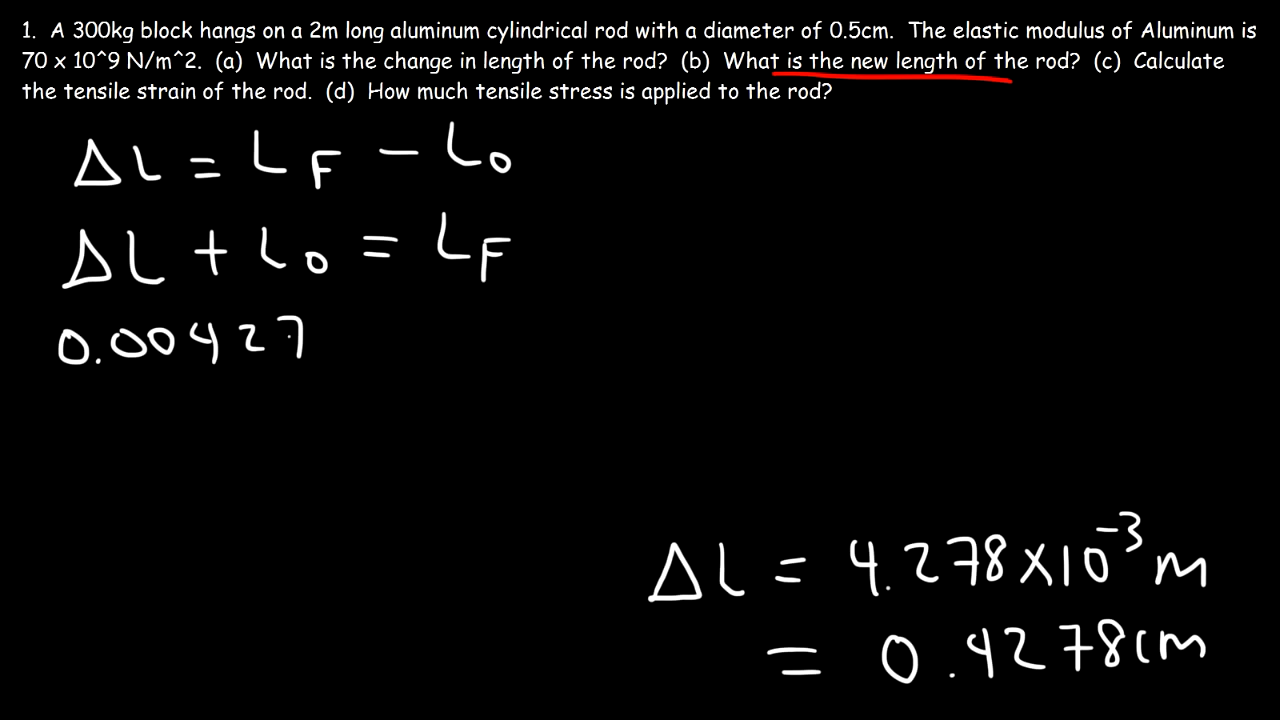 1. A 300kg block hangs on a 2m long aluminum cylindrical rod with a diameter of 0.5cm. The elastic modulus of Aluminum is
70 x 10^9 N/m^2. (a) What is the change in length of the rod? (b) What is the new length of the rod? (c) Calculate
the tensile strain of the rod. (d) How much tensile stress is applied to the rod?
ΔL = LF - L0
ΔL + L0 = LF
0.00427
ΔL = 4.278x10^-3 m
= 0.4278cm